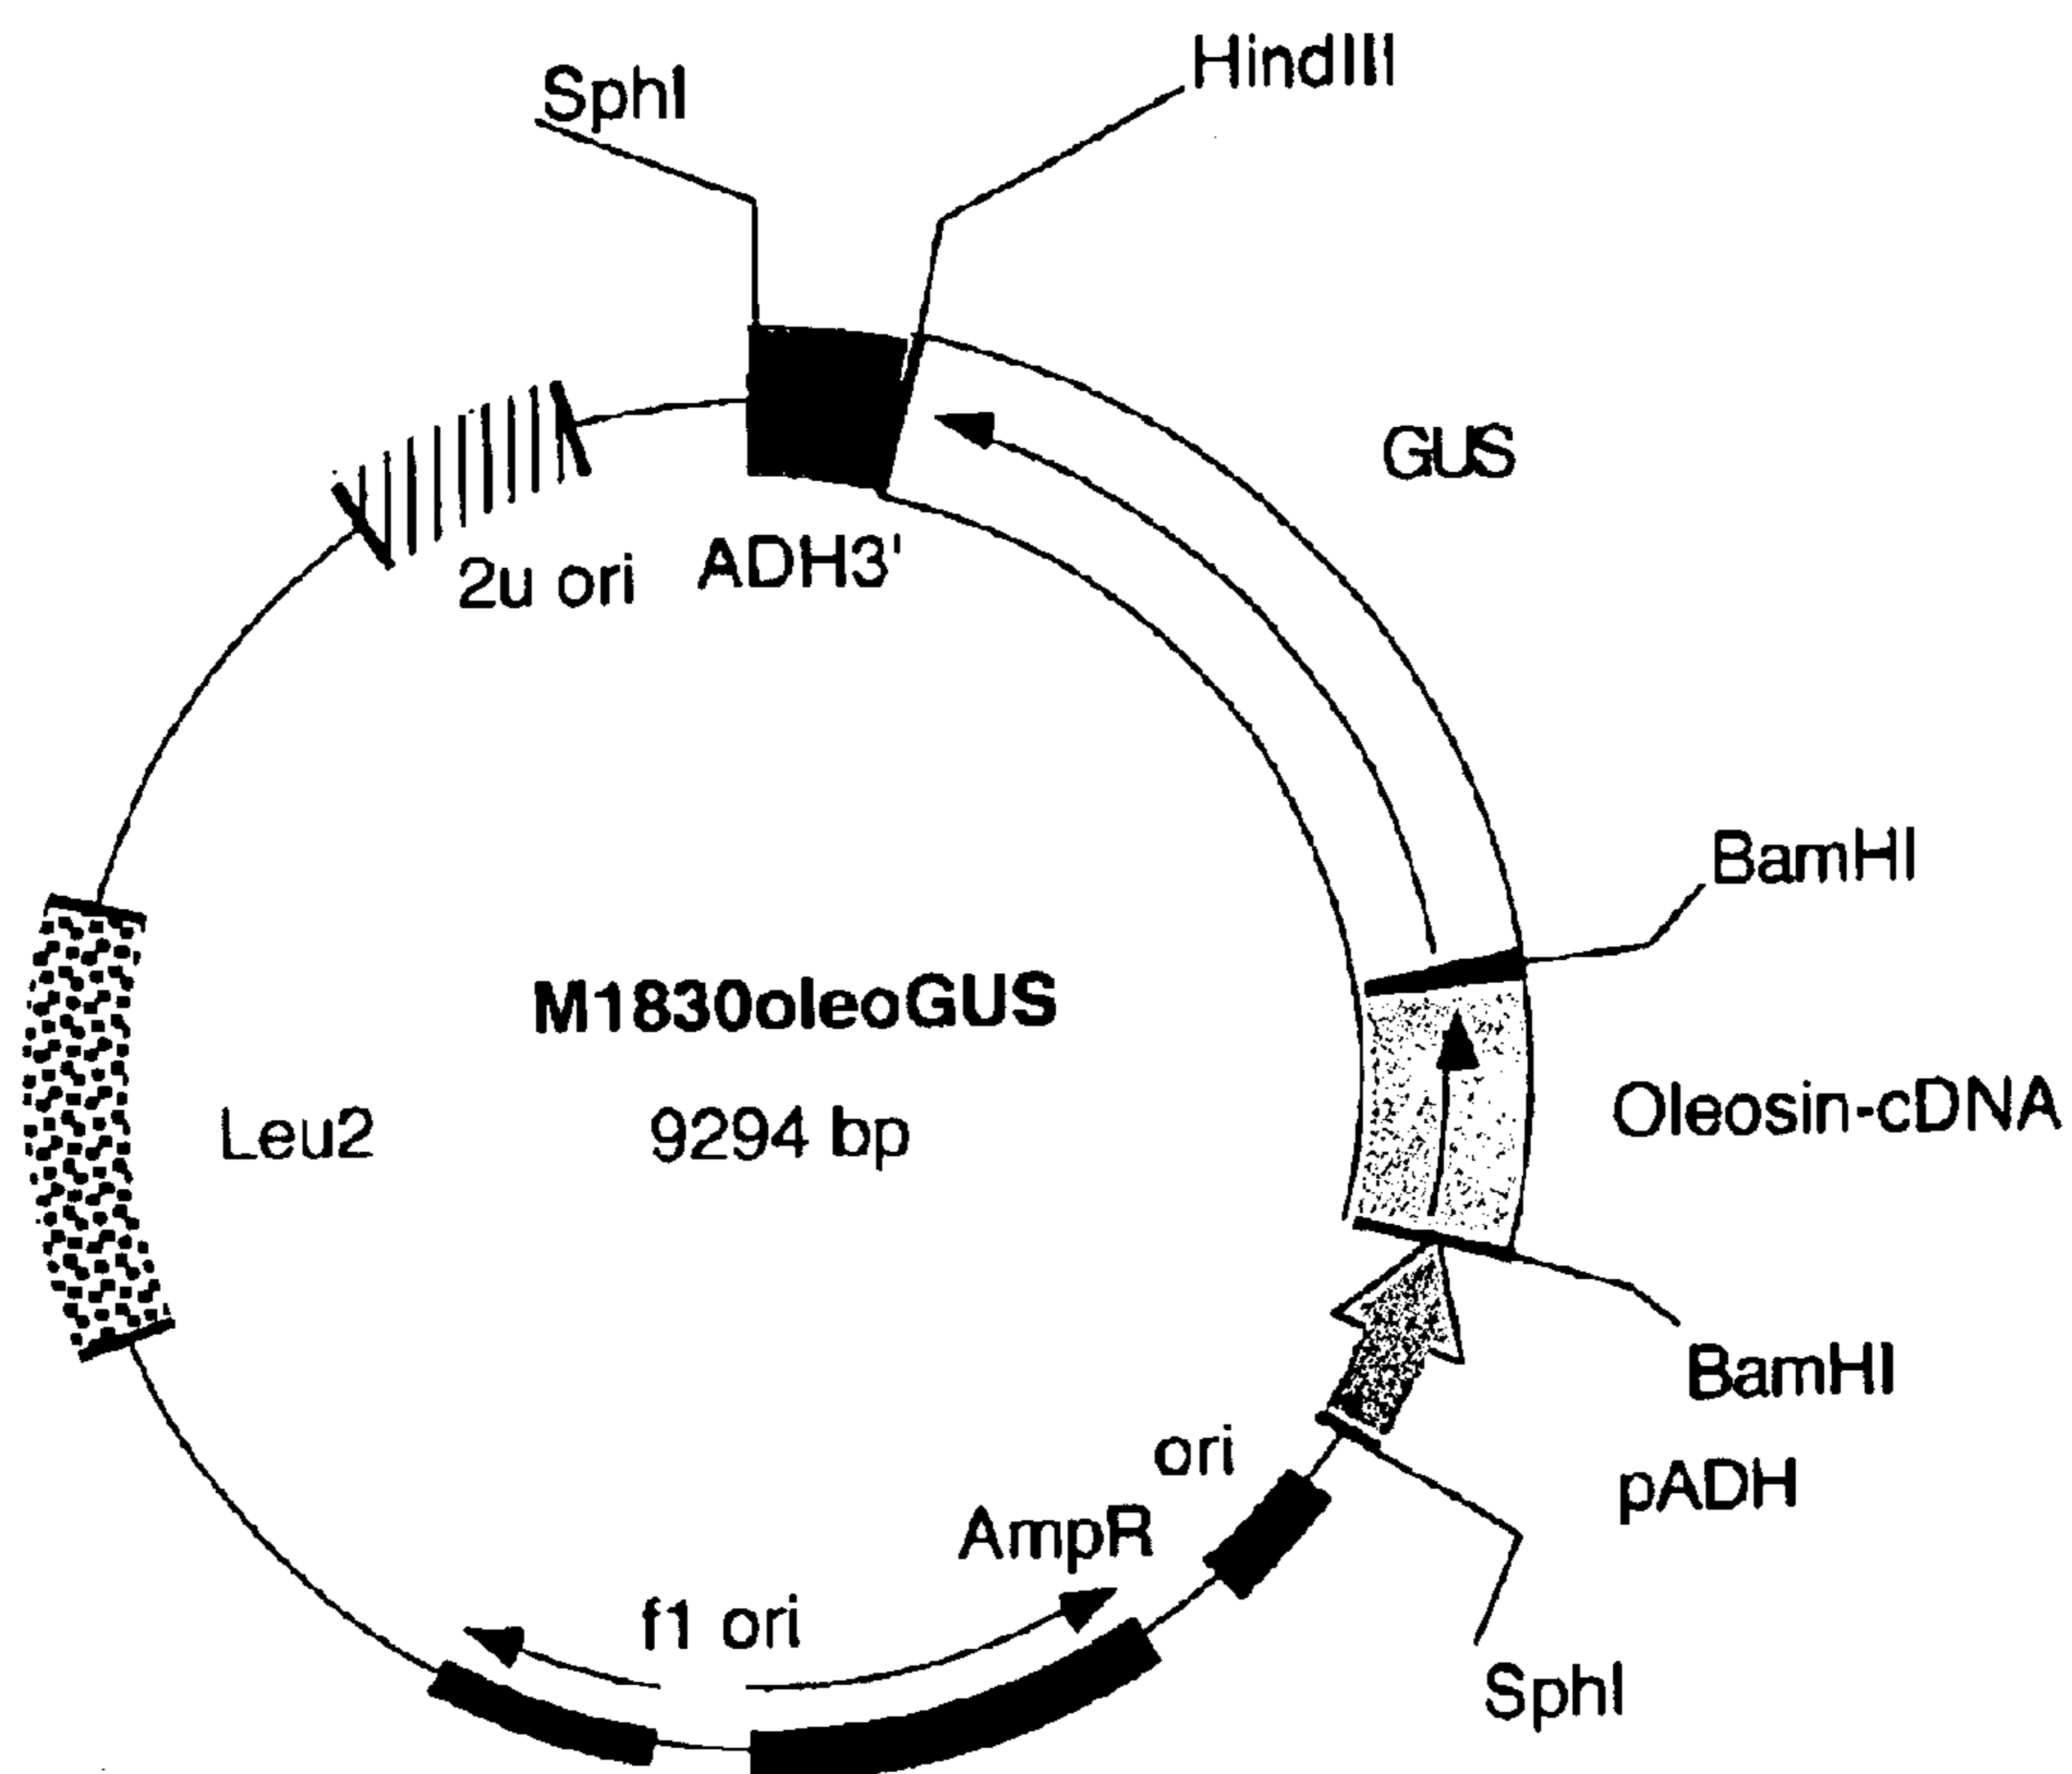 HindIII
SphI
GUS
ADH3'
2u ori
BamHI
M1830oleoGUS
Oleosin-cDNA
Leu2
9294 bp
BamHI
ori
pADH
AmpR
f1 ori
SphI